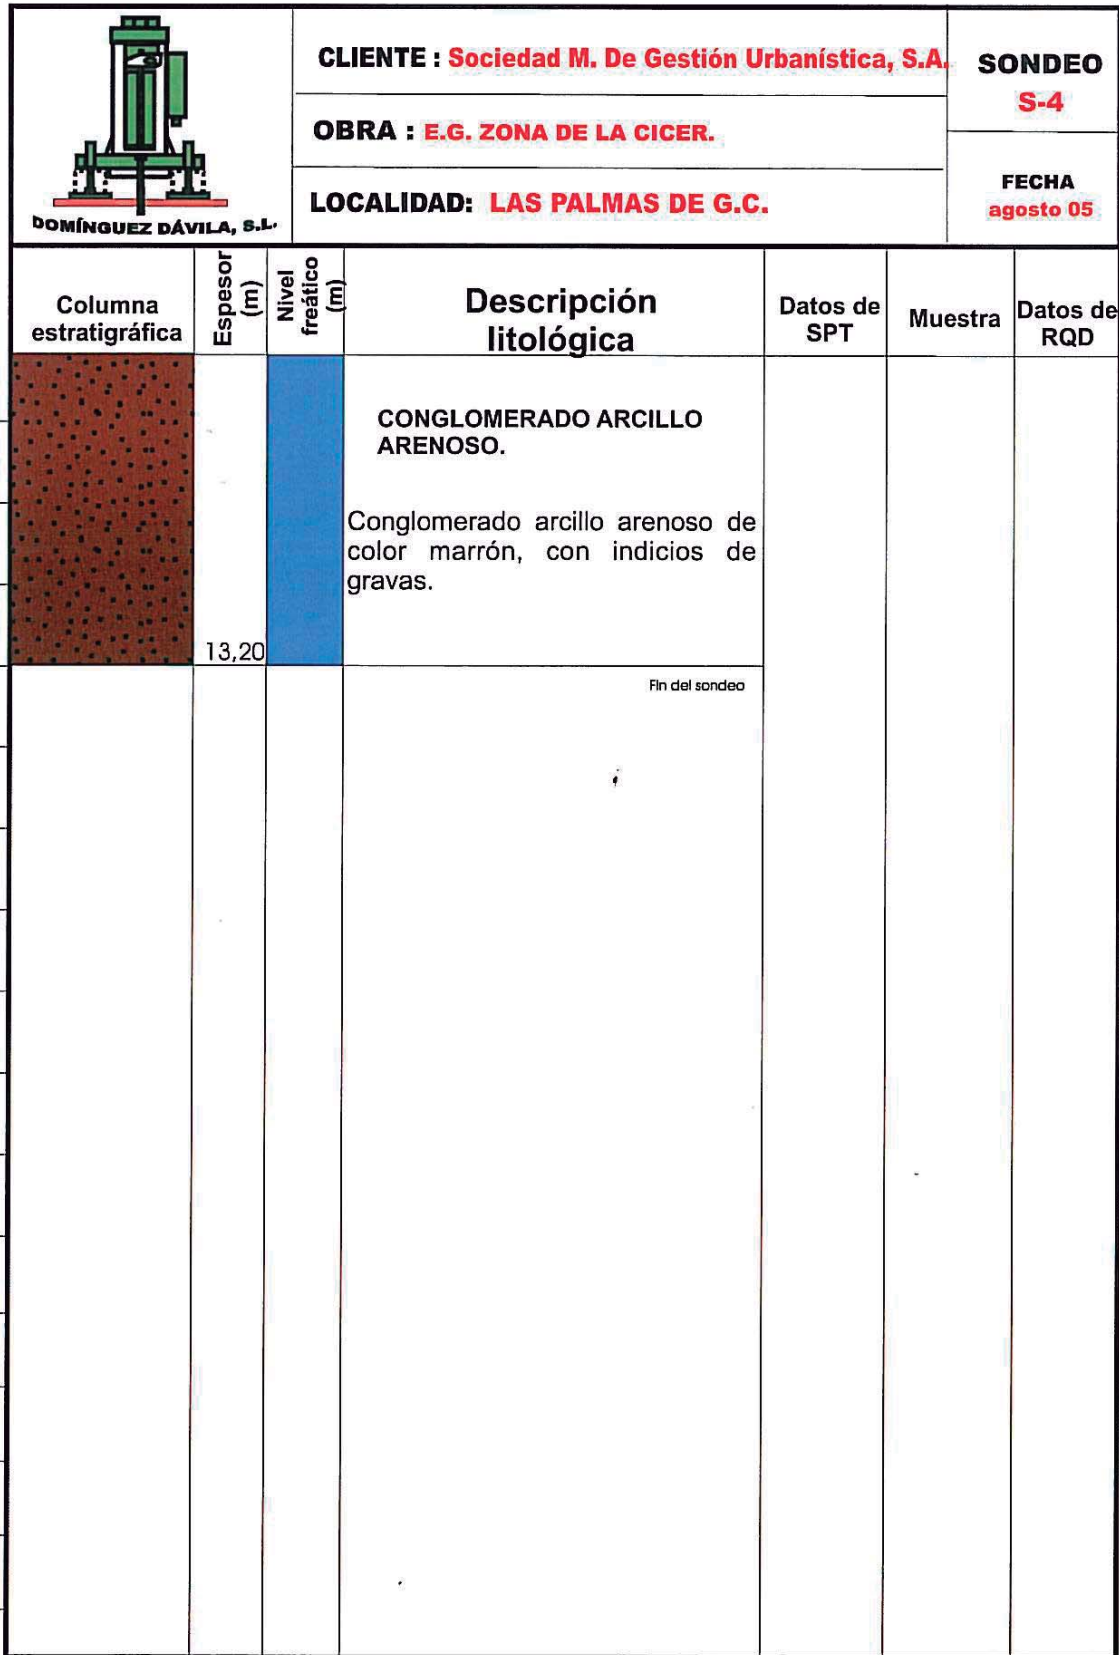 DOMÍNGUEZ DÁVILA, S.L.
CLIENTE : Sociedad M. De Gestión Urbanística, S.A.
OBRA : E.G. ZONA DE LA CICER.
LOCALIDAD: LAS PALMAS DE G.C.
SONDEO
S-4
FECHA
agosto 05
Columna
estratigráfica
Espesor
(m)
Nivel
freático
(m)
Descripción
litológica
Datos de
SPT
Muestra
Datos de
RQD
CONGLOMERADO ARCILLO
ARENOSO.
Conglomerado arcillo arenoso de
color marrón, con indicios de
gravas.
13,20
Fin del sondeo